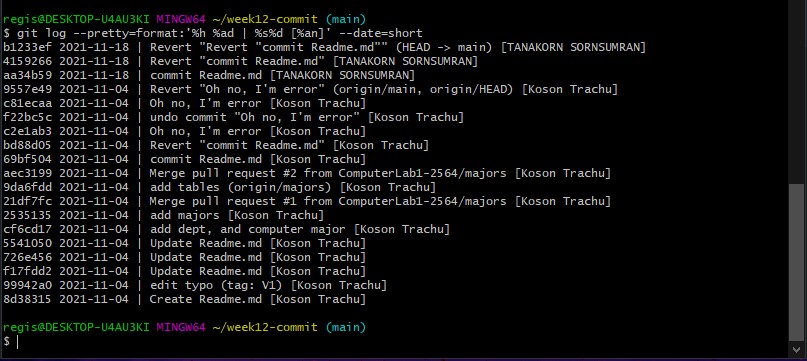 regis@DESKTOP-U4AU3KI MINGW64 ~/week12-commit (main)
$ git log --pretty=format:'%h %ad | %s%d [%an]' --date=short
b1233ef 2021-11-18 | Revert "Revert "commit Readme.md"" (HEAD -> main) [TANAKORN SORNSUMRAN]
4159266 2021-11-18 | Revert "commit Readme.md" [TANAKORN SORNSUMRAN]
aa34b59 2021-11-18 | commit Readme.md [TANAKORN SORNSUMRAN]
9557e49 2021-11-04 | Revert "Oh no, I'm error" (origin/main, origin/HEAD) [Koson Trachu]
c81ecaa 2021-11-04 | Oh no, I'm error [Koson Trachu]
f22bc5c 2021-11-04 | undo commit "Oh no, I'm error" [Koson Trachu]
c2e1ab3 2021-11-04 | Oh no, I'm error [Koson Trachu]
bd88d05 2021-11-04 | Revert "commit Readme.md" [Koson Trachu]
69bf504 2021-11-04 | commit Readme.md [Koson Trachu]
aec3199 2021-11-04 | Merge pull request #2 from ComputerLab1-2564/majors [Koson Trachu]
9da6fdd 2021-11-04 | add tables (origin/majors) [Koson Trachu]
21df7fc 2021-11-04 | Merge pull request #1 from ComputerLab1-2564/majors [Koson Trachu]
2535135 2021-11-04 | add majors [Koson Trachu]
cf6cd17 2021-11-04 | add dept, and computer major [Koson Trachu]
5541050 2021-11-04 | Update Readme.md [Koson Trachu]
726e456 2021-11-04 | Update Readme.md [Koson Trachu]
f17fdd2 2021-11-04 | Update Readme.md [Koson Trachu]
99942a0 2021-11-04 | edit typo (tag: V1) [Koson Trachu]
8d38315 2021-11-04 | Create Readme.md [Koson Trachu]
regis@DESKTOP-U4AU3KI MINGW64 ~/week12-commit (main)
$